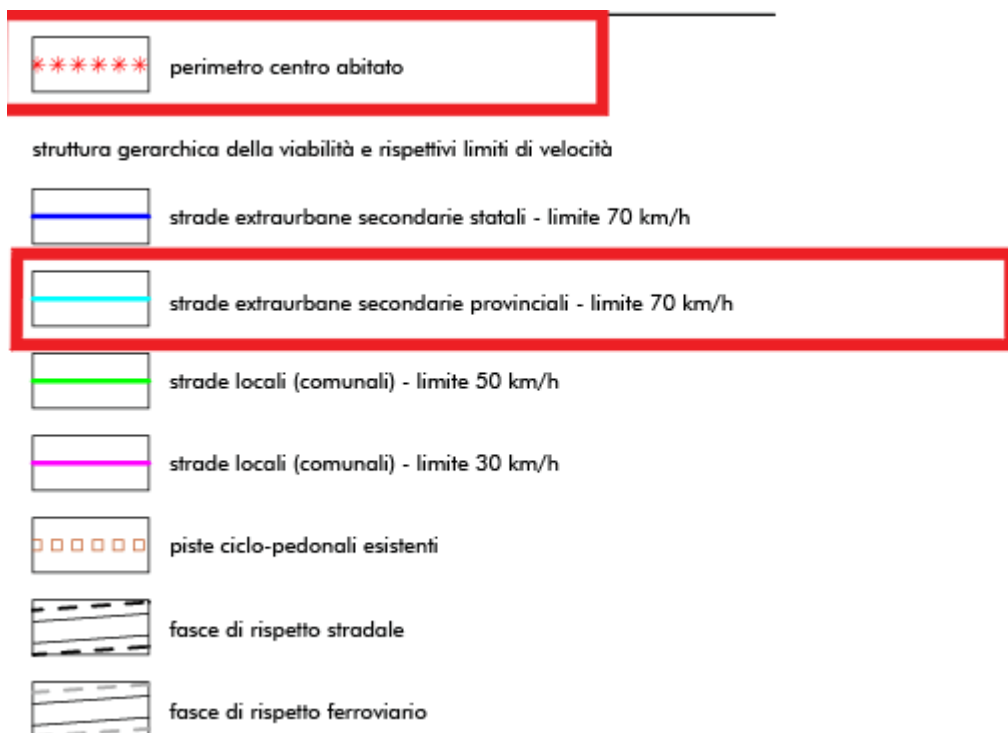 perimetro centro abitato
struttura gerarchica della viabilità e rispettivi limiti di velocità
strade extraurbane secondarie statali - limite 70 km/h
strade extraurbane secondarie provinciali - limite 70 km/h
strade locali (comunali) - limite 50 km/h
strade locali (comunali) - limite 30 km/h
piste ciclo-pedonali esistenti
fasce di rispetto stradale
fasce di rispetto ferroviario